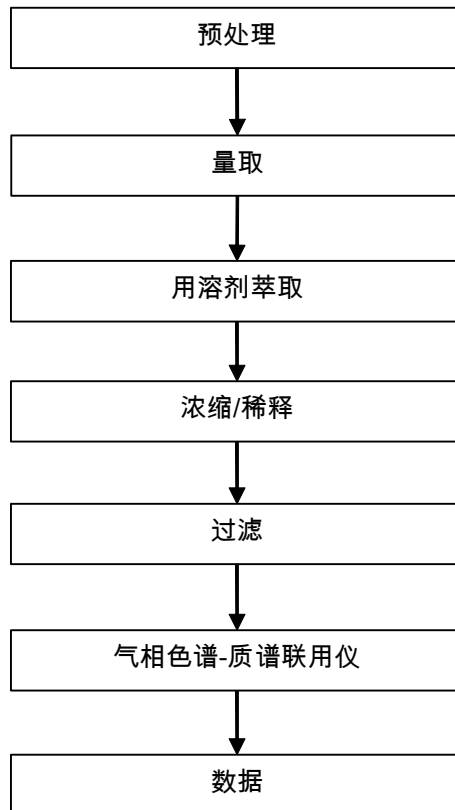 预处理
量取
用溶剂萃取
浓缩/稀释
过滤
气相色谱-质谱联用仪
数据